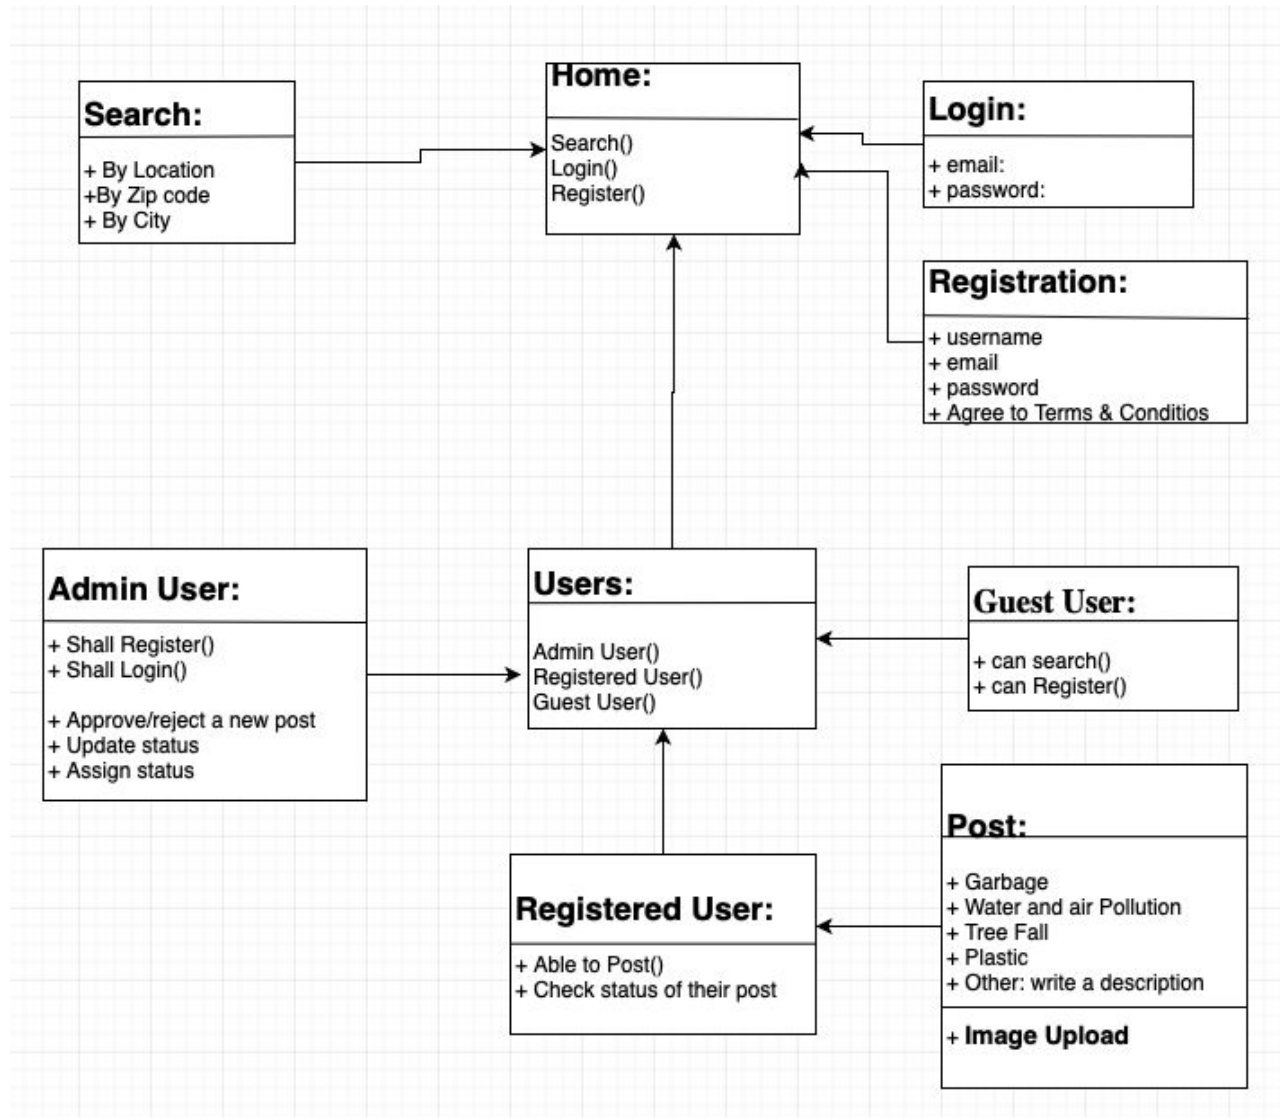 Search:
+ By Location
+By Zip code
+ By City
Home:
Search()
Login()
Register()
Login:
+ email:
+ password:
Registration:
+ username
+ email
+ password
+ Agree to Terms & Conditios
Admin User:
+ Shall Register()
+ Shall Login()
+ Approve/reject a new post
+ Update status
+ Assign status
Users:
Admin User()
Registered User()
Guest User()
Guest User:
+ can search()
+ can Register()
Registered User:
+ Able to Post()
+ Check status of their post
Post:
+ Garbage
+ Water and air Pollution
+ Tree Fall
+ Plastic
+ Other: write a description
+ Image Upload